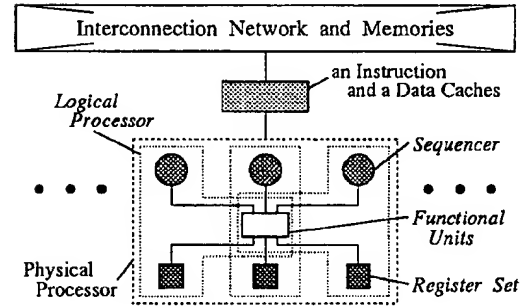 Interconnection Network and Memories
an Instruction
and a Data Caches
Logical
Processor
Sequencer
Functional
Units
Physical
Processor
Register Set